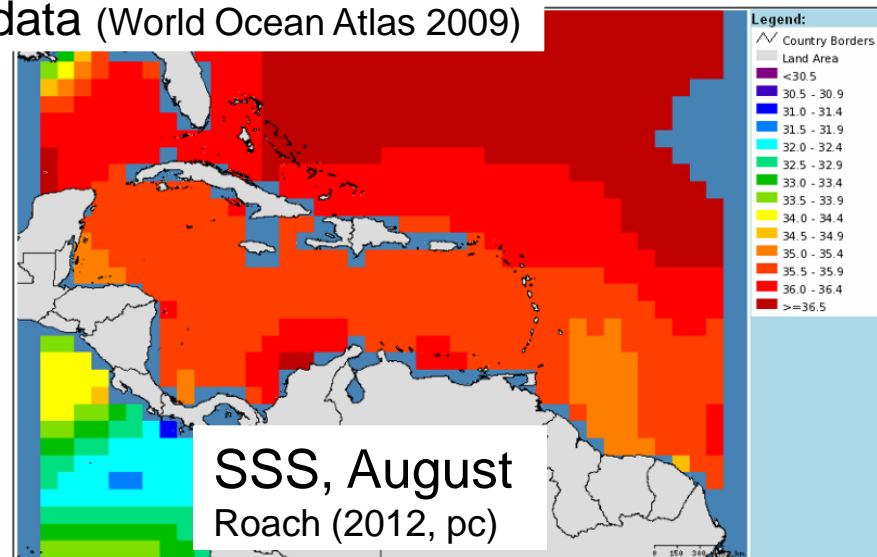 data (World Ocean Atlas 2009)
Legend:
Country Borders
Land Area
<30.5
30.5 - 30.9
31.0 - 31.4
31.5 - 31.9
32.0 - 32.4
32.5 - 32.9
33.0 - 33.4
33.5 - 33.9
34.0 - 34.4
34.5 - 34.9
35.0 - 35.4
35.5 - 35.9
36.0 - 36.4
>=36.5
SSS, August
Roach (2012, pc)
0 150